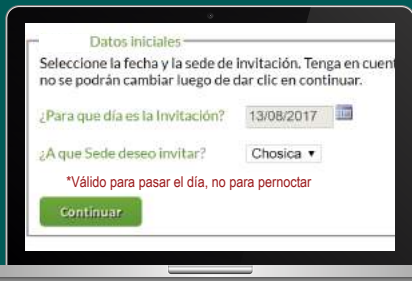 Datos iniciales
Seleccione la fecha y la sede de invitación. Tenga en cuen
no se podrán cambiar luego de dar clic en continuar.
¿Para que día es la Invitación? 13/08/2017
¿A que Sede deseo invitar? Chosica
*Válido para pasar el día, no para pernoctar
Continuar